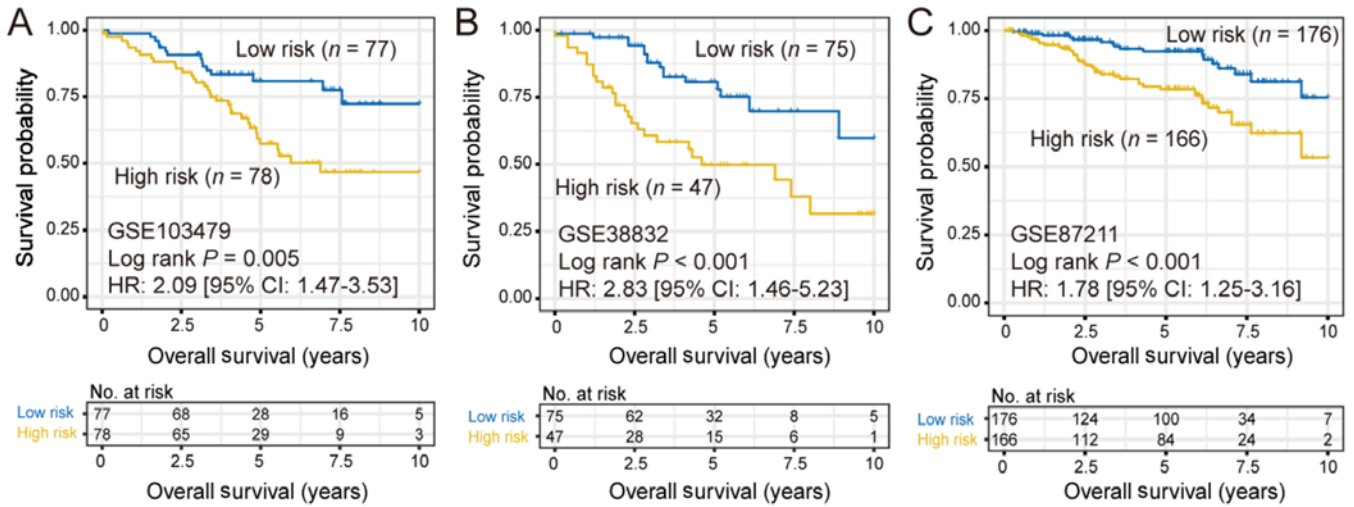 A
Survival probability
1.00
0.75
0.50
0.25
0.00
Low risk (n = 77)
High risk (n = 78)
GSE103479
Log rank P = 0.005
HR: 2.09 [95% CI: 1.47-3.53]
0 2.5 5 7.5 10
Overall survival (years)
No. at risk
Low risk 77 68 28 16 5
High risk 78 65 29 9 3
0 2.5 5 7.5 10
Overall survival (years)
B
Survival probability
1.00
0.75
0.50
0.25
0.00
Low risk (n = 75)
High risk (n = 47)
GSE38832
Log rank P < 0.001
HR: 2.83 [95% CI: 1.46-5.23]
0 2.5 5 7.5 10
Overall survival (years)
No. at risk
Low risk 75 62 32 8 5
High risk 47 28 15 6 1
0 2.5 5 7.5 10
Overall survival (years)
C
Survival probability
1.00
0.75
0.50
0.25
0.00
Low risk (n = 176)
High risk (n = 166)
GSE87211
Log rank P < 0.001
HR: 1.78 [95% CI: 1.25-3.16]
0 2.5 5 7.5 10
Overall survival (years)
No. at risk
Low risk 176 124 100 34 7
High risk 166 112 84 24 2
0 2.5 5 7.5 10
Overall survival (years)